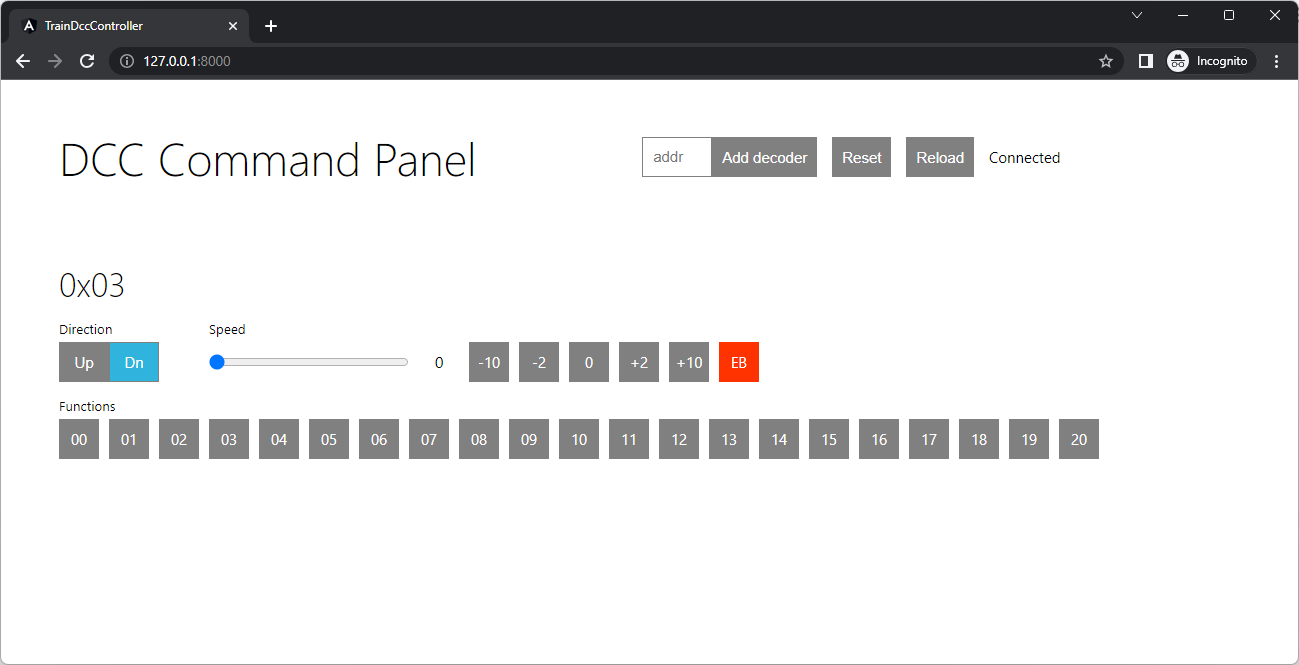 TrainDccController
127.0.0.1:8000
Incognito
DCC Command Panel
addr Add decoder Reset Reload Connected
0x03
Direction Speed
Up Dn 0 -10 -2 0 +2 +10 EB
Functions
00 01 02 03 04 05 06 07 08 09 10 11 12 13 14 15 16 17 18 19 20